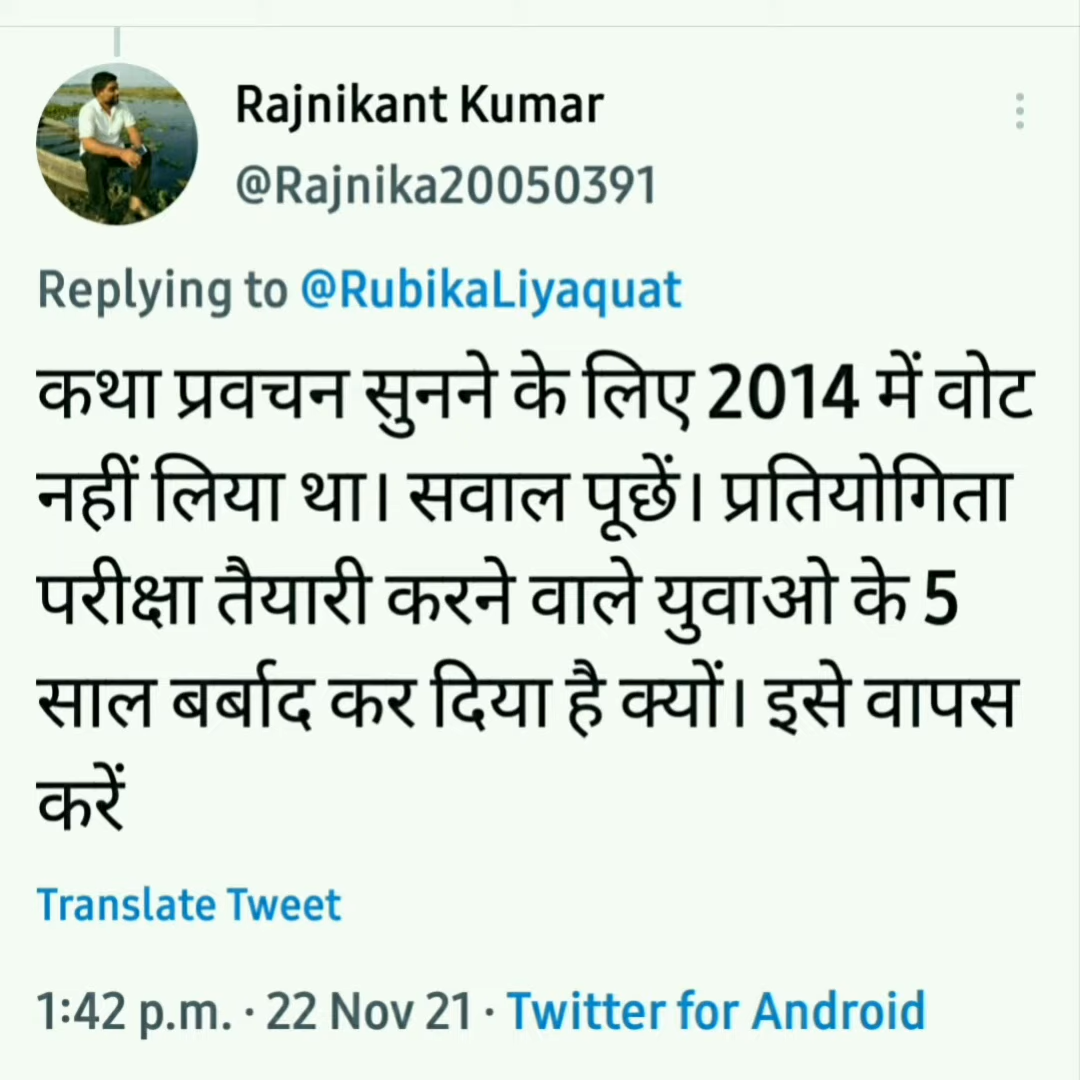 Rajnikant Kumar
@Rajnika20050391
Replying to @RubikaLiyaquat
कथा प्रवचन सुनने के लिए 2014 में वोट
नहीं लिया था। सवाल पूछें। प्रतियोगिता
परीक्षा तैयारी करने वाले युवाओ के 5
साल बर्बाद कर दिया है क्यों। इसे वापस
करें
Translate Tweet
1:42 p.m. · 22 Nov 21 · Twitter for Android